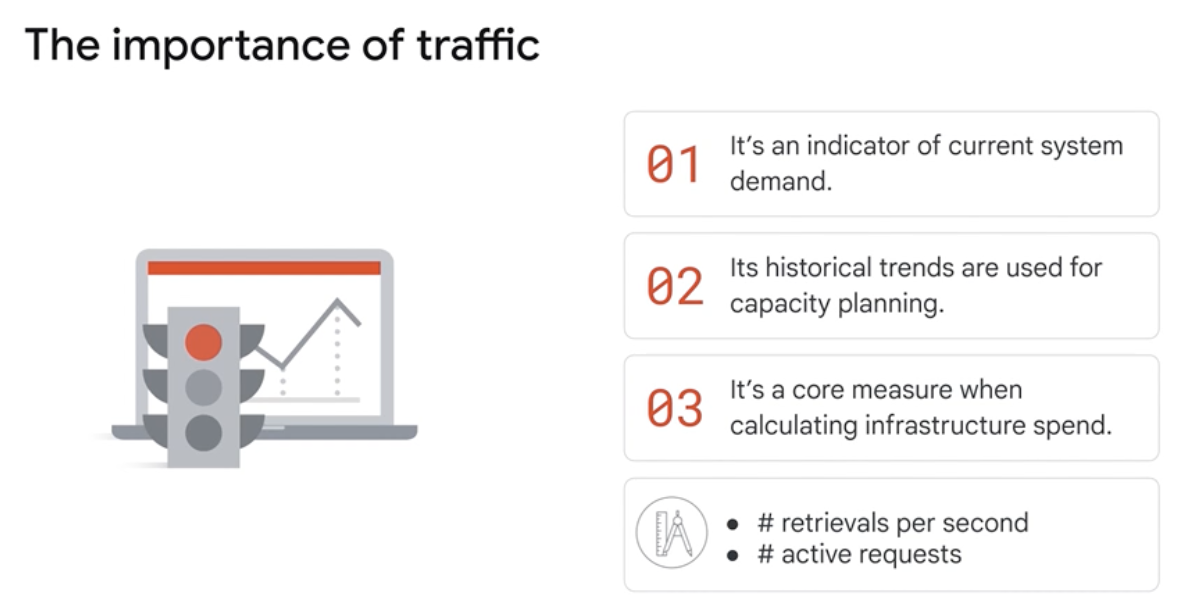 The importance of traffic
01
It’s an indicator of current system
demand.
02
Its historical trends are used for
capacity planning.
03
It’s a core measure when
calculating infrastructure spend.
● # retrievals per second
● # active requests